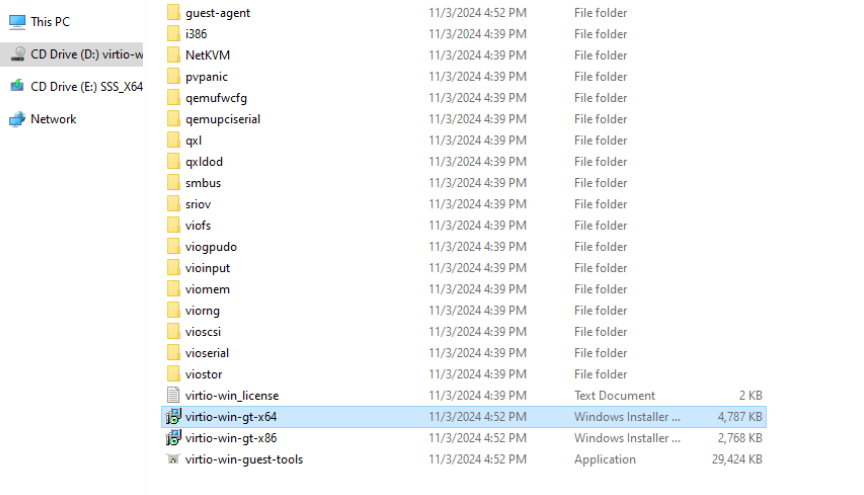 This PC
CD Drive (D:) virtio-w
CD Drive (E:) SSS_X64
Network
guest-agent 11/3/2024 4:52 PM File folder
i386 11/3/2024 4:39 PM File folder
NetKVM 11/3/2024 4:39 PM File folder
pvpanic 11/3/2024 4:39 PM File folder
qemufwcfg 11/3/2024 4:39 PM File folder
qemupciserial 11/3/2024 4:39 PM File folder
qxl 11/3/2024 4:39 PM File folder
qxldod 11/3/2024 4:39 PM File folder
smbus 11/3/2024 4:39 PM File folder
sriov 11/3/2024 4:39 PM File folder
viofs 11/3/2024 4:39 PM File folder
viogpudo 11/3/2024 4:39 PM File folder
vioinput 11/3/2024 4:39 PM File folder
viomem 11/3/2024 4:39 PM File folder
viorng 11/3/2024 4:39 PM File folder
vioscsi 11/3/2024 4:39 PM File folder
vioserial 11/3/2024 4:39 PM File folder
viostor 11/3/2024 4:39 PM File folder
virtio-win_license 11/3/2024 4:39 PM Text Document 2 KB
virtio-win-gt-x64 11/3/2024 4:52 PM Windows Installer ... 4,787 KB
virtio-win-gt-x86 11/3/2024 4:52 PM Windows Installer ... 2,768 KB
virtio-win-guest-tools 11/3/2024 4:52 PM Application 29,424 KB